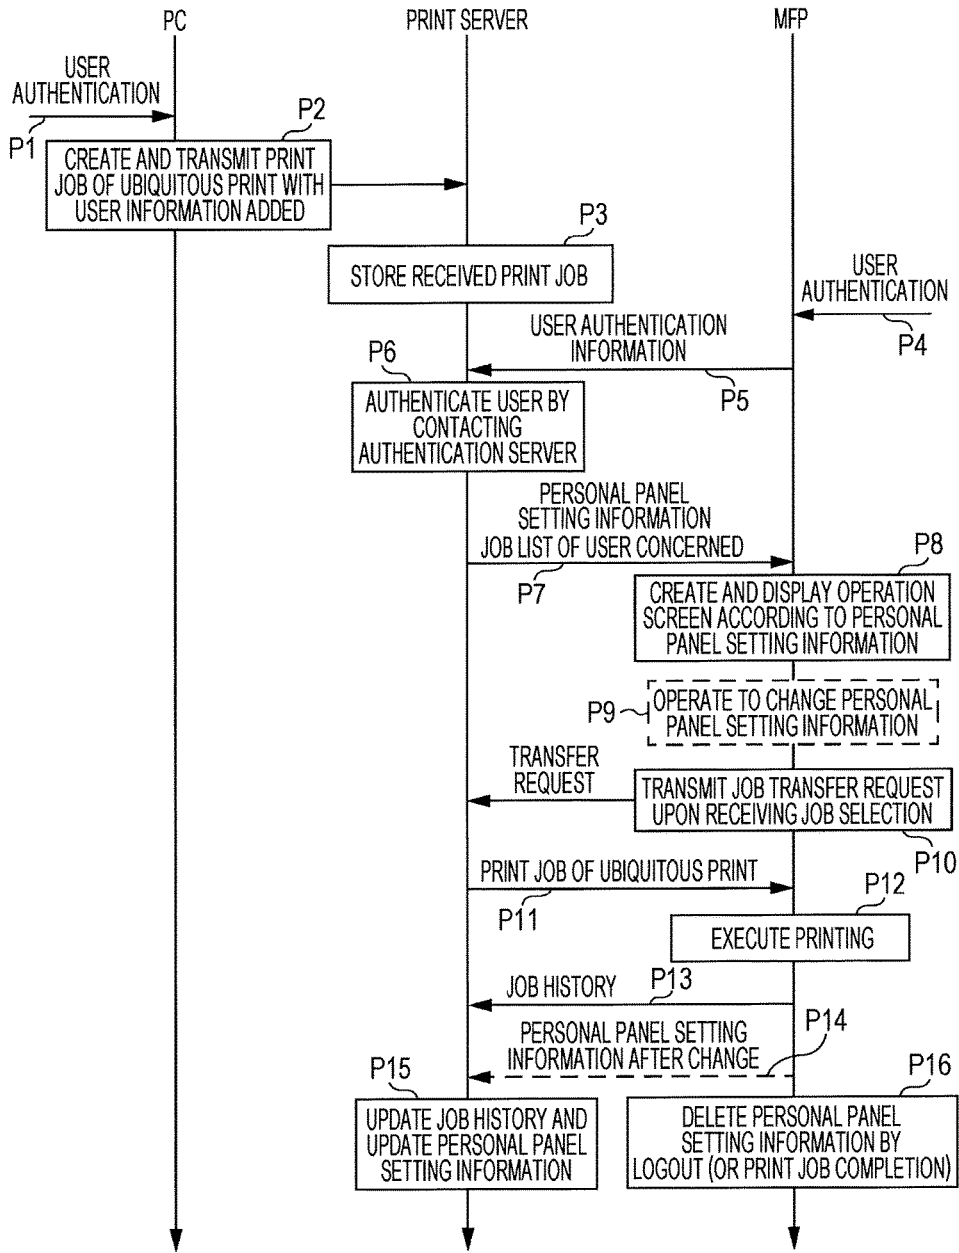 PC
PRINT SERVER
MFP
USER
AUTHENTICATION
P1
P2
CREATE AND TRANSMIT PRINT
JOB OF UBIQUITOUS PRINT WITH
USER INFORMATION ADDED
P3
STORE RECEIVED PRINT JOB
USER
AUTHENTICATION
P4
USER AUTHENTICATION
INFORMATION
P5
P6
AUTHENTICATE USER BY
CONTACTING
AUTHENTICATION SERVER
PERSONAL PANEL
SETTING INFORMATION
JOB LIST OF USER CONCERNED
P7
P8
CREATE AND DISPLAY OPERATION
SCREEN ACCORDING TO PERSONAL
PANEL SETTING INFORMATION
P9
OPERATE TO CHANGE PERSONAL
PANEL SETTING INFORMATION
TRANSFER
REQUEST
TRANSMIT JOB TRANSFER REQUEST
UPON RECEIVING JOB SELECTION
P10
PRINT JOB OF UBIQUITOUS PRINT
P11
P12
EXECUTE PRINTING
JOB HISTORY
P13
PERSONAL PANEL SETTING
INFORMATION AFTER CHANGE
P14
P15
UPDATE JOB HISTORY AND
UPDATE PERSONAL PANEL
SETTING INFORMATION
P16
DELETE PERSONAL PANEL
SETTING INFORMATION BY
LOGOUT (OR PRINT JOB COMPLETION)